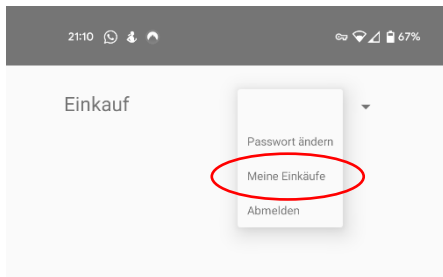 21:10 67%
Einkauf
Passwort ändern
Meine Einkäufe
Abmelden